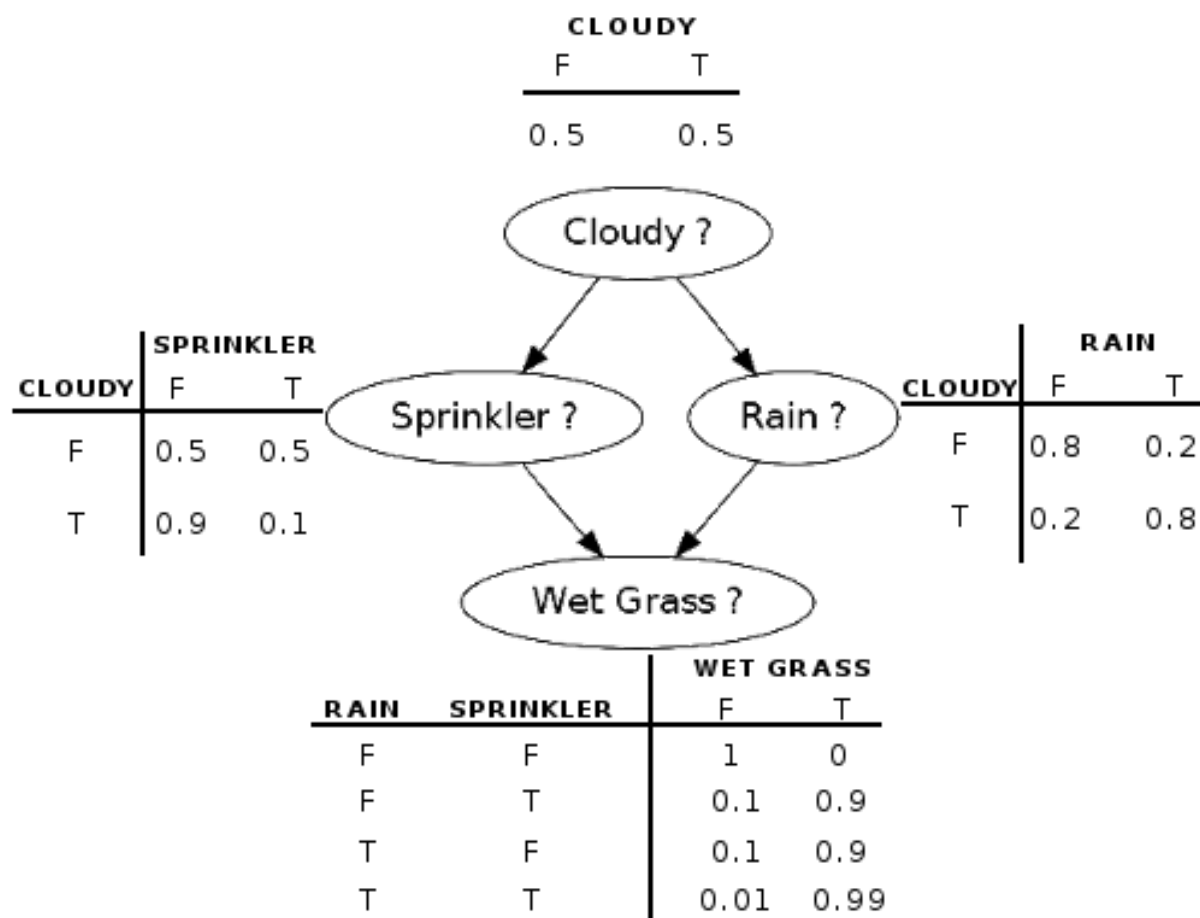 CLOUDY
F T
0.5 0.5
Cloudy ?
SPRINKLER
CLOUDY F T
F 0.5 0.5
T 0.9 0.1
Sprinkler ?
Rain ?
RAIN
CLOUDY F T
F 0.8 0.2
T 0.2 0.8
Wet Grass ?
WET GRASS
RAIN SPRINKLER F T
F F 1 0
F T 0.1 0.9
T F 0.1 0.9
T T 0.01 0.99